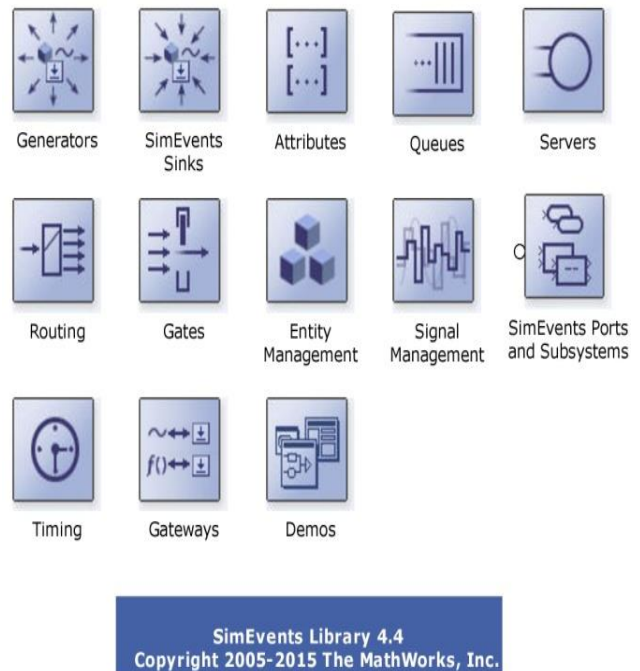 Generators
SimEvents
Sinks
Attributes
Queues
Servers
Routing
Gates
Entity
Management
Signal
Management
SimEvents Ports
and Subsystems
Timing
f()
Gateways
Demos
SimEvents Library 4.4
Copyright 2005-2015 The MathWorks, Inc.